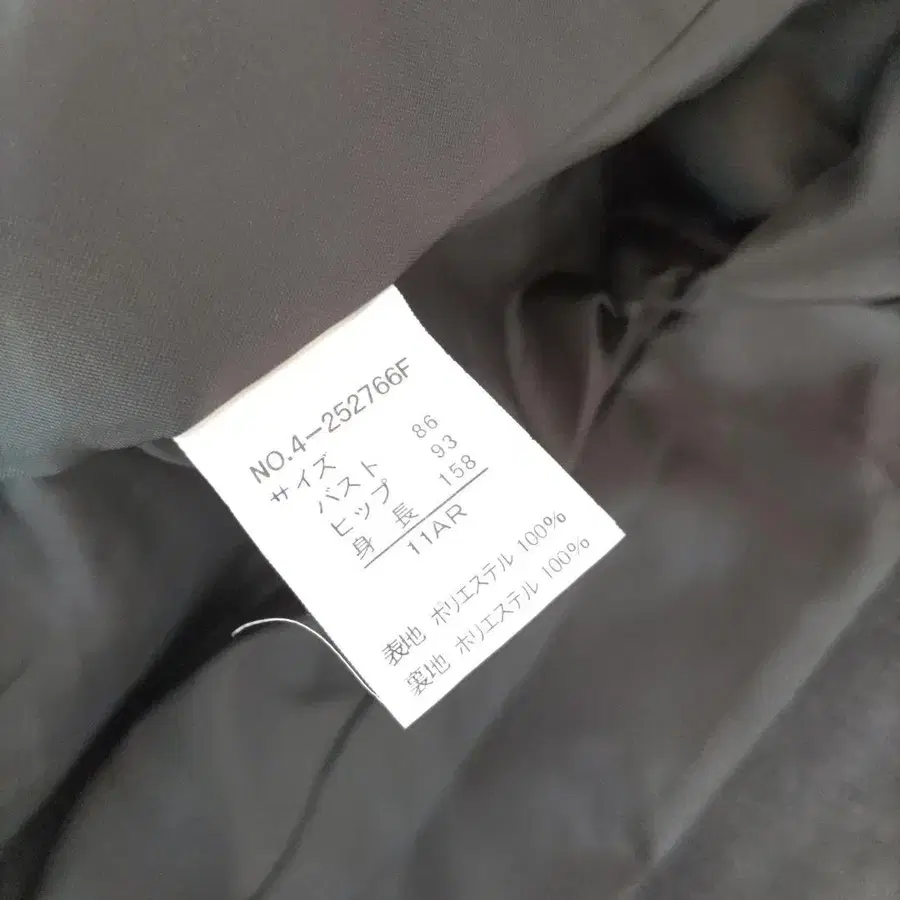 NO.4-252766F
サイズ
バスト 86
ヒップ 93
身長 158
11AR
表地 ポリエステル 100%
裏地 ポリエステル 100%